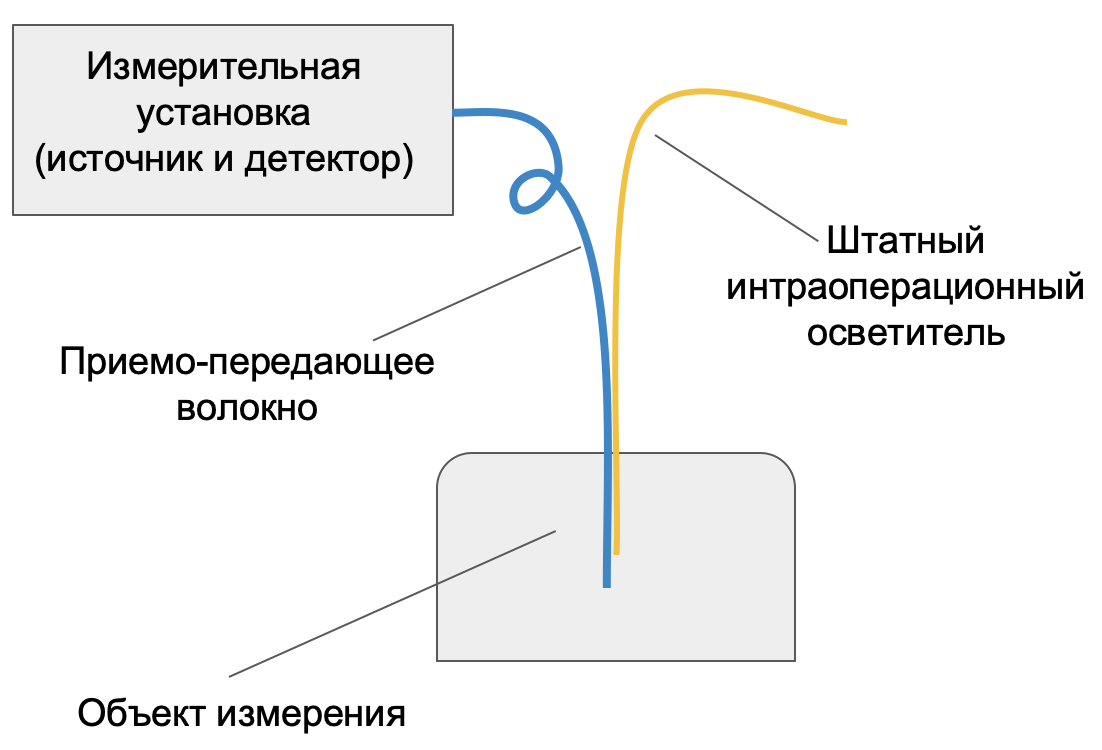 Измерительная
установка
(источник и детектор)
Штатный
интраоперационный
осветитель
Приемо-передающее
волокно
Объект измерения